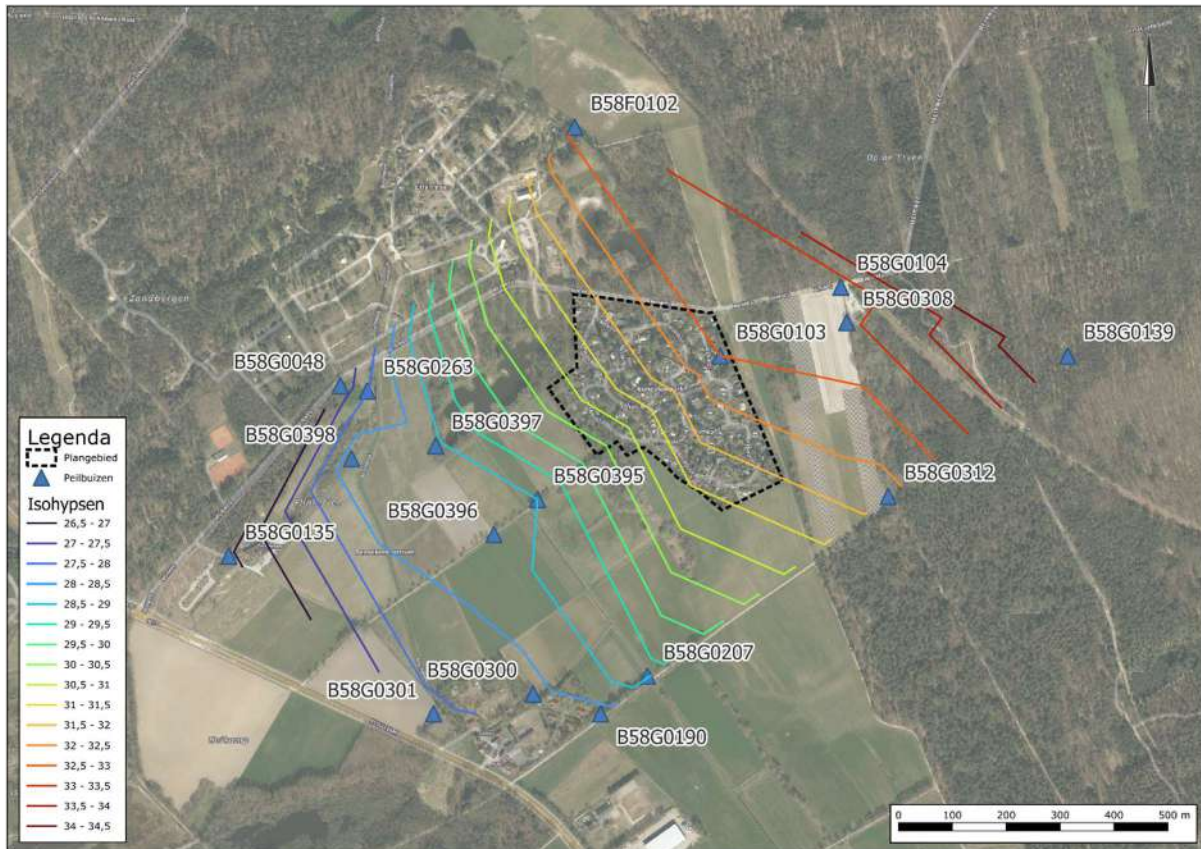 B58F0102
B58G0104
B58G0308
B58G0103
B58G0139
B58G0048
B58G0263
B58G0398
B58G0397
B58G0395
B58G0312
B58G0396
B58G0135
B58G0207
B58G0300
B58G0301
B58G0190
Legenda
Plangebied
Peilbuizen
Isohypsen
26,5 - 27
27 - 27,5
27,5 - 28
28 - 28,5
28,5 - 29
29 - 29,5
29,5 - 30
30 - 30,5
30,5 - 31
31 - 31,5
31,5 - 32
32 - 32,5
32,5 - 33
33 - 33,5
33,5 - 34
34 - 34,5
0 100 200 300 400 500 m